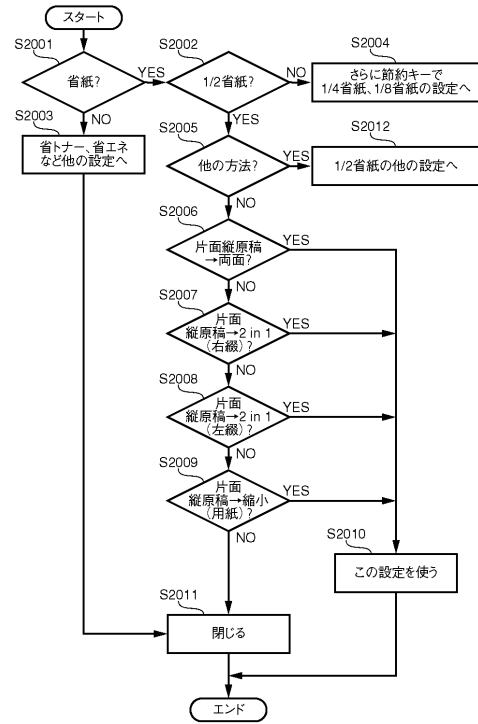 スタート
S2001
省紙?
YES
NO
S2002
1/2省紙?
NO
YES
S2004
さらに節約キーで
1/4省紙、1/8省紙の設定へ
S2003
省トナー、省エネ
など他の設定へ
S2005
他の方法?
YES
NO
S2012
1/2省紙の他の設定へ
S2006
片面縦原稿
→両面?
YES
NO
S2007
片面
縦原稿→2 in 1
(右綴)?
YES
NO
S2008
片面
縦原稿→2 in 1
(左綴)?
YES
NO
S2009
片面
縦原稿→縮小
(用紙)?
YES
NO
S2010
この設定を使う
S2011
閉じる
エンド